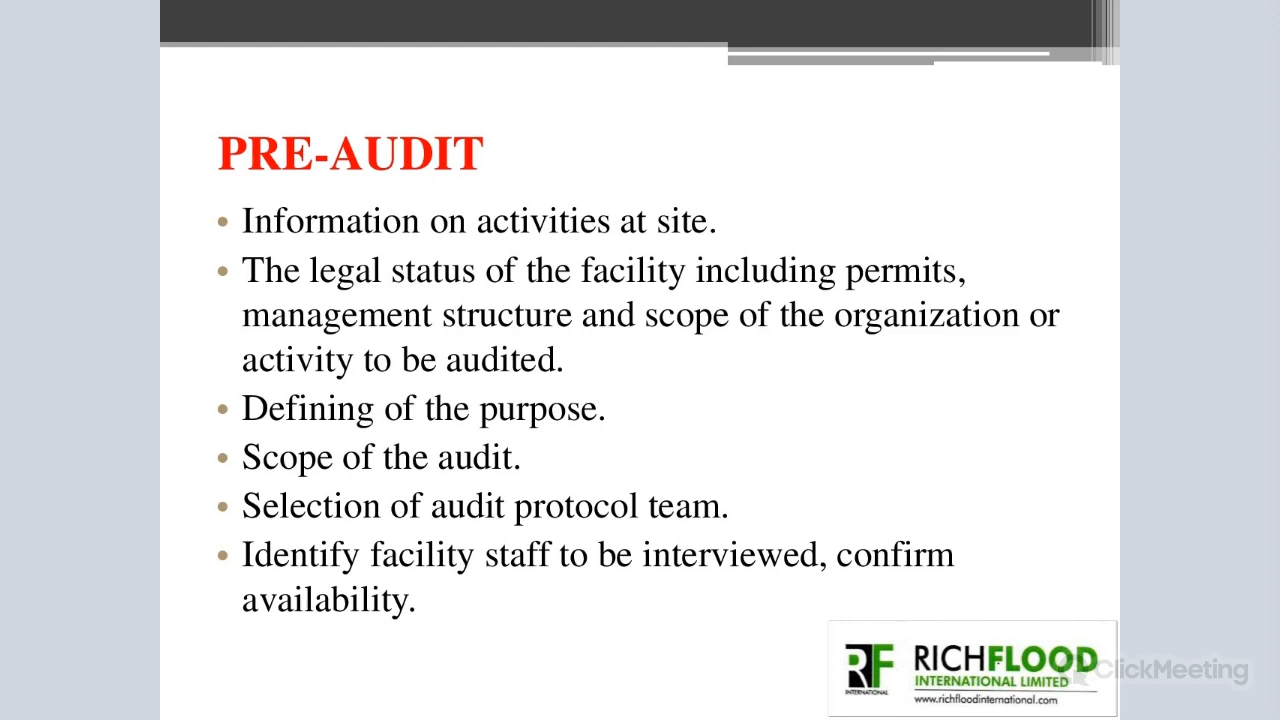 PRE-AUDIT
• Information on activities at site.
• The legal status of the facility including permits,
management structure and scope of the organization or
activity to be audited.
• Defining of the purpose.
• Scope of the audit.
• Selection of audit protocol team.
• Identify facility staff to be interviewed, confirm
availability.
RF
INTERNATIONAL
RICHFLOOD
INTERNATIONAL LIMITED
www.richfloodinternational.com
ClickMeeting